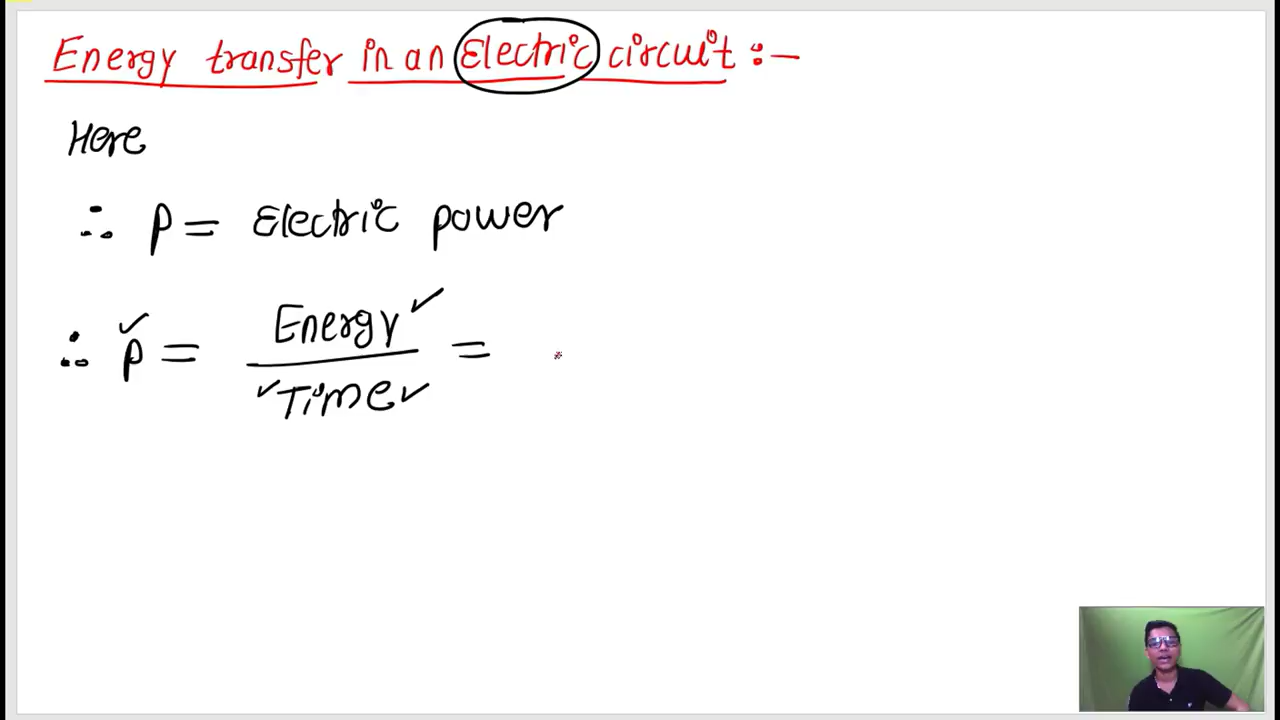 Energy transfer in an Electric circuit :-
Here
∴ P = Electric power
∴ P = Energy / Time =